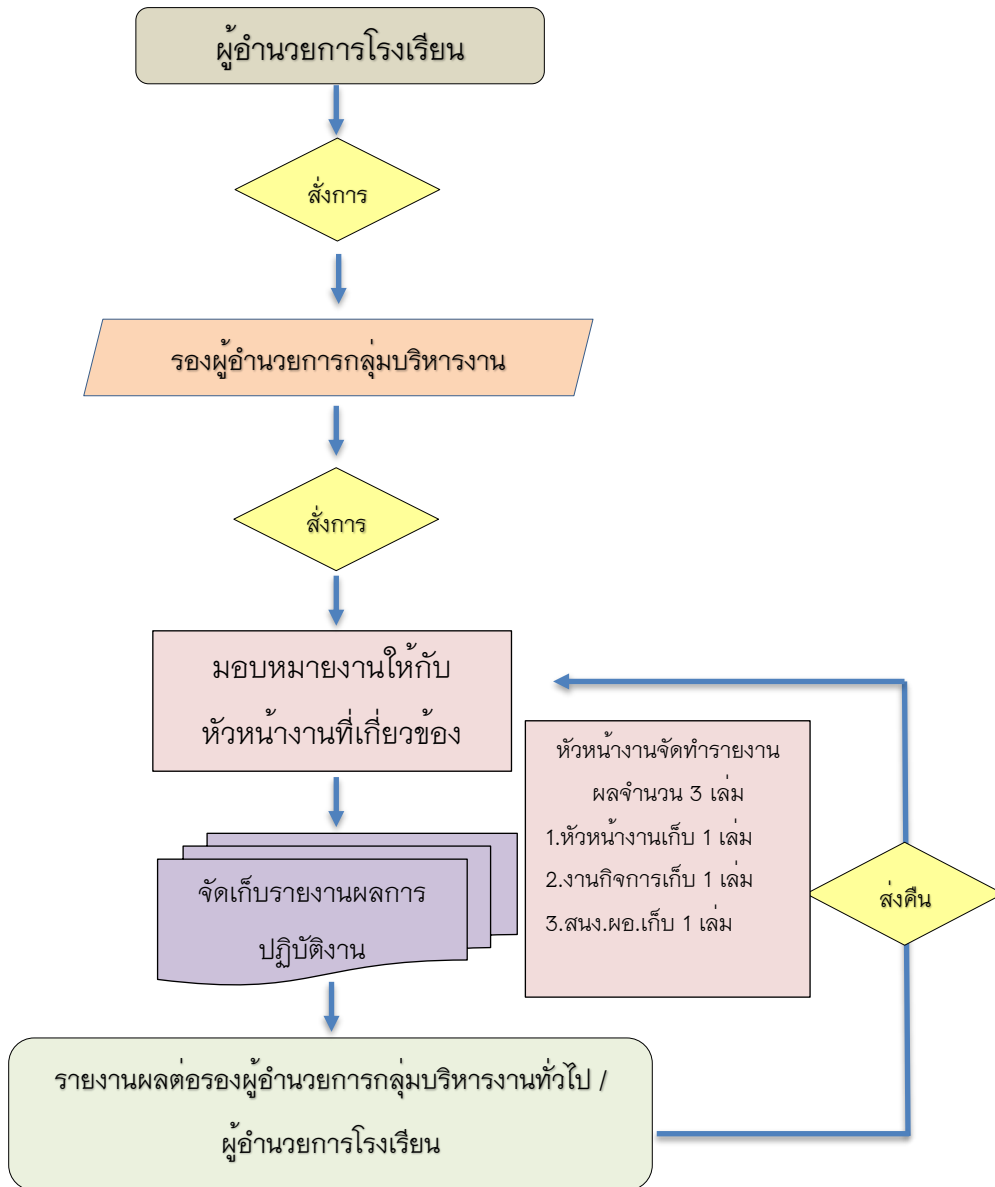 ผู้อำนวยการโรงเรียน
สั่งการ
รองผู้อำนวยการกลุ่มบริหารงาน
สั่งการ
มอบหมายงานให้กับ
หัวหน้างานที่เกี่ยวข้อง
หัวหน้างานจัดทำรายงาน
ผลจำนวน 3 เล่ม
1.หัวหน้างานเก็บ 1 เล่ม
2.งานกิจการเก็บ 1 เล่ม
3.สนง.ผอ.เก็บ 1 เล่ม
ส่งคืน
จัดเก็บรายงานผลการ
ปฏิบัติงาน
รายงานผลต่อรองผู้อำนวยการกลุ่มบริหารงานทั่วไป /
ผู้อำนวยการโรงเรียน